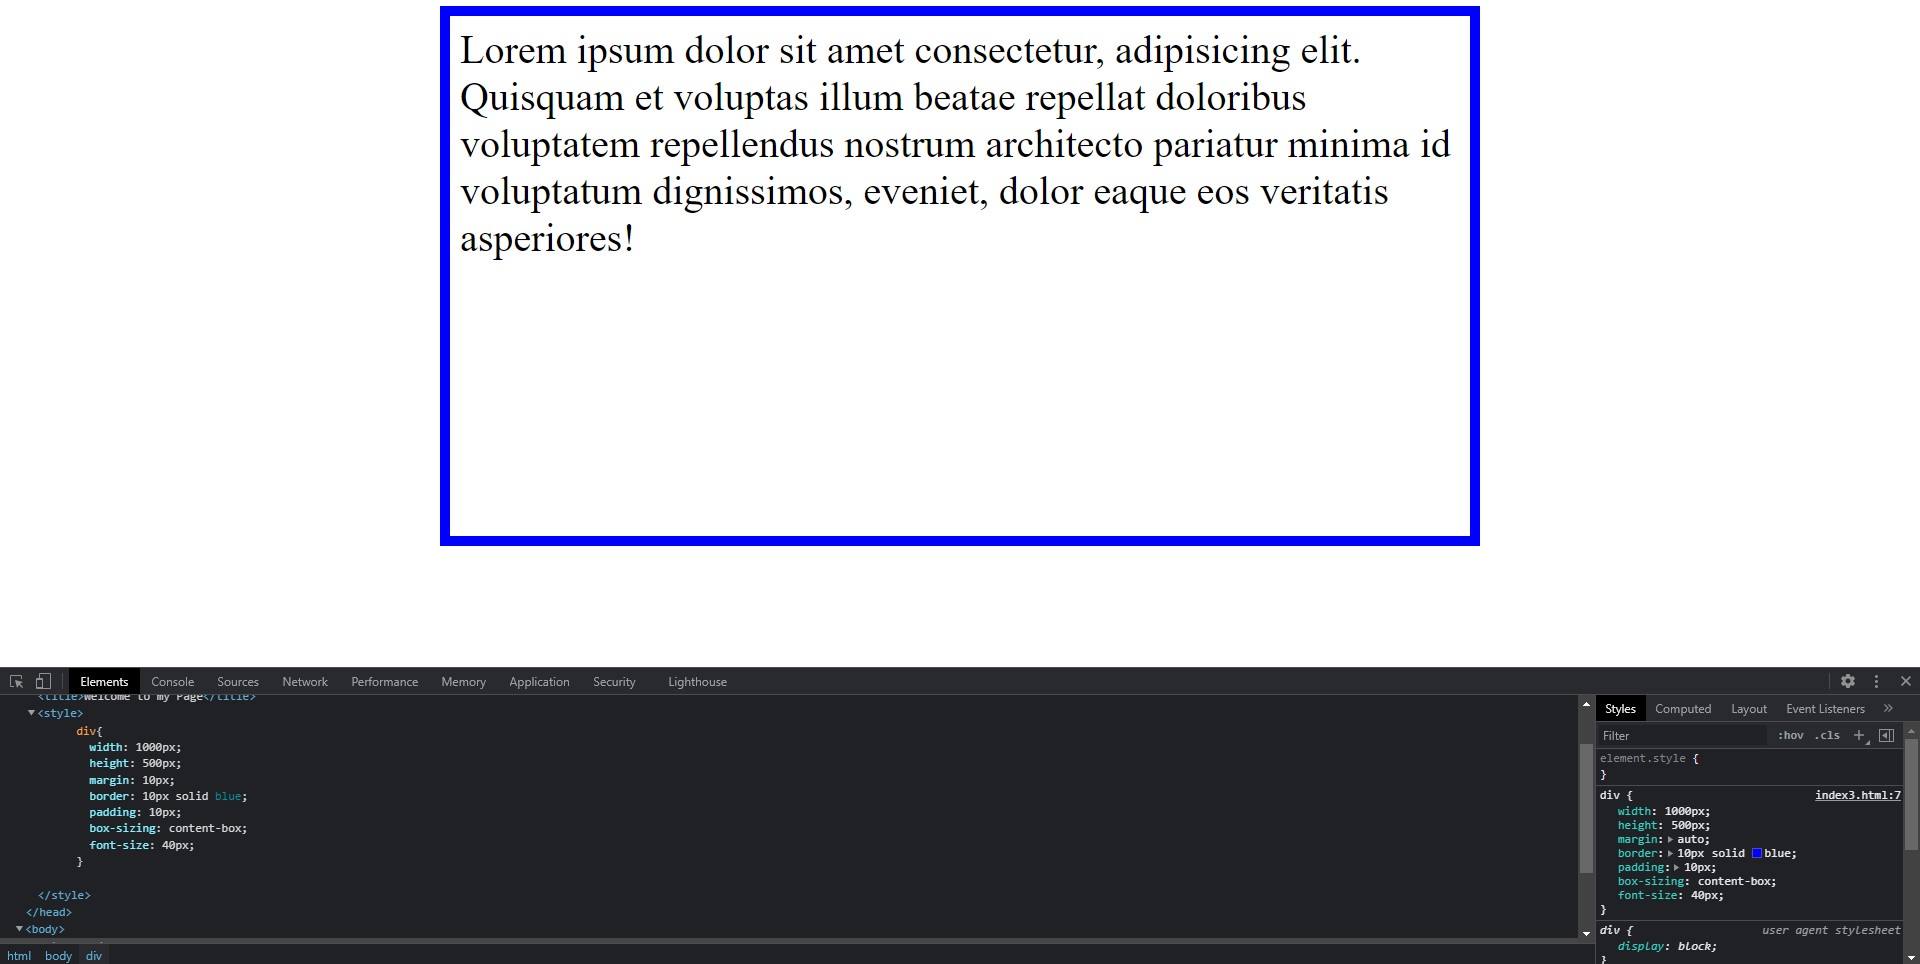 Lorem ipsum dolor sit amet consectetur, adipisicing elit.
Quisquam et voluptas illum beatae repellat doloribus
voluptatem repellendus nostrum architecto pariatur minima id
voluptatum dignissimos, eveniet, dolor eaque eos veritatis
asperiores!
Elements Console Sources Network Performance Memory Application Security Lighthouse
<title>Welcome to my Page</title>
<style>
div{
width: 1000px;
height: 500px;
margin: 10px;
border: 10px solid blue;
padding: 10px;
box-sizing: content-box;
font-size: 40px;
}
</style>
</head>
<body>
html body div
Styles Computed Layout Event Listeners »
Filter :hov .cls +
element.style {
}
div { index3.html:7
width: 1000px;
height: 500px;
margin: auto;
border: 10px solid blue;
padding: 10px;
box-sizing: content-box;
font-size: 40px;
}
div { user agent stylesheet
display: block;
}